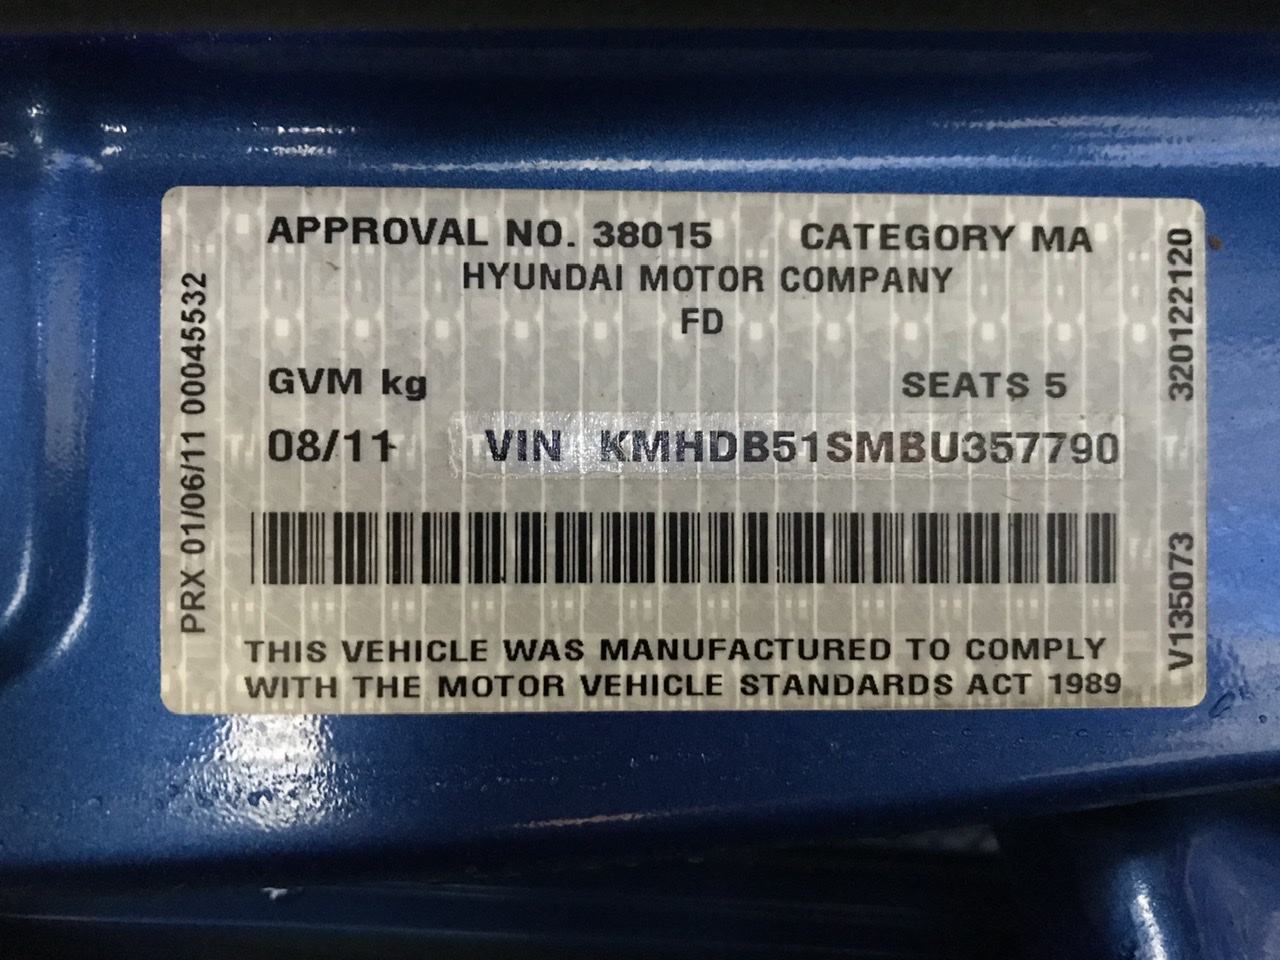 APPROVAL NO. 38015 CATEGORY MA
HYUNDAI MOTOR COMPANY
FD
GVM kg SEATS 5
08/11 VIN KMHDB51SMBU357790
THIS VEHICLE WAS MANUFACTURED TO COMPLY
WITH THE MOTOR VEHICLE STANDARDS ACT 1989
PRX 01/06/11 00045532
V135073 320122120